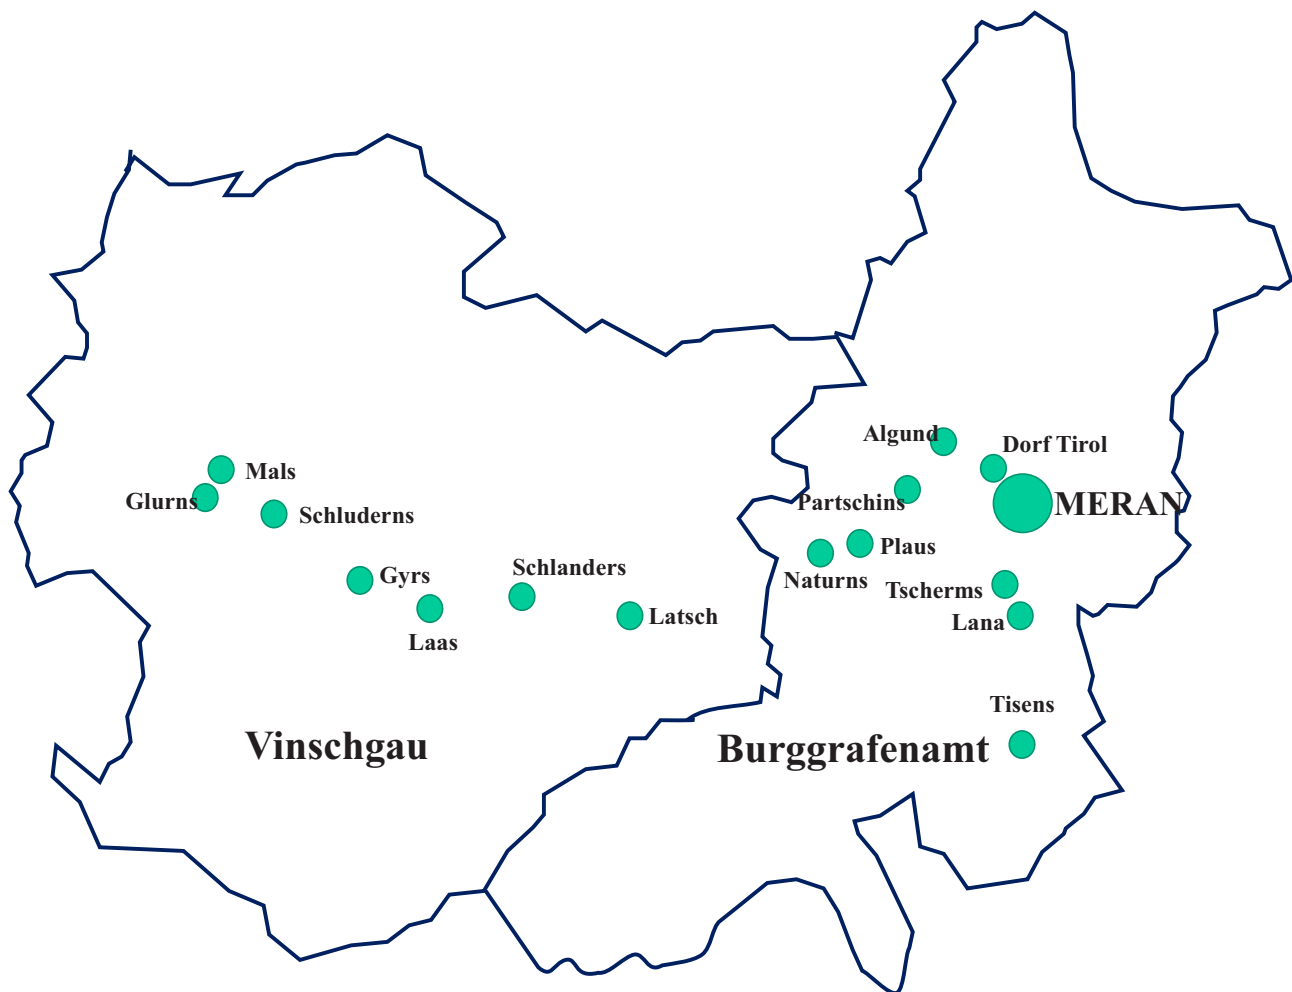 Algund
Dorf Tirol
Mals
Glurns
Schluderns
Partschins
MERAN
Plaus
Naturns
Gyrs
Schlanders
Tscherms
Latsch
Lana
Laas
Tisens
Vinschgau
Burggrafenamt